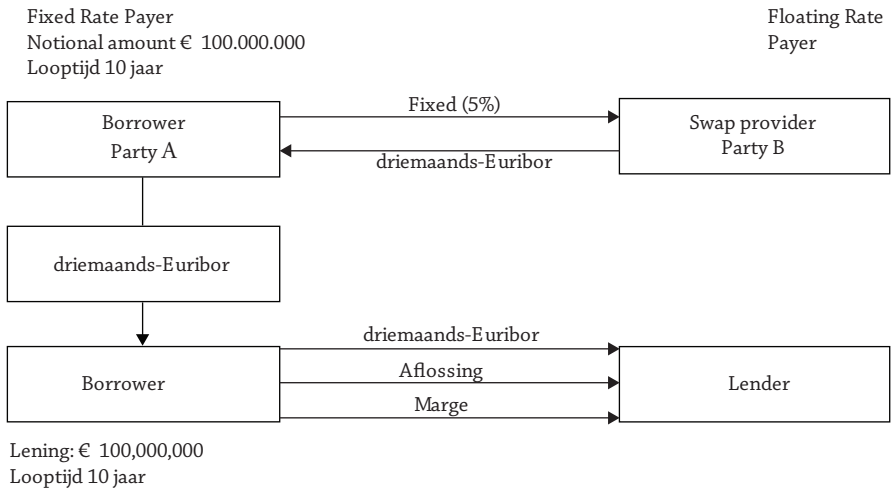 Fixed Rate Payer
Notional amount € 100.000.000
Looptijd 10 jaar
Floating Rate
Payer
Borrower
Party A
Fixed (5%)
driemaands-Euribor
Swap provider
Party B
driemaands-Euribor
Borrower
driemaands-Euribor
Aflossing
Marge
Lender
Lening: € 100,000,000
Looptijd 10 jaar